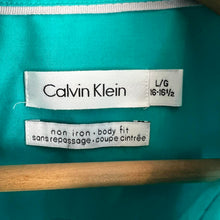 Calvin Klein
L/G
16-16½
non iron · body fit
sans repassage · coupe cintrée